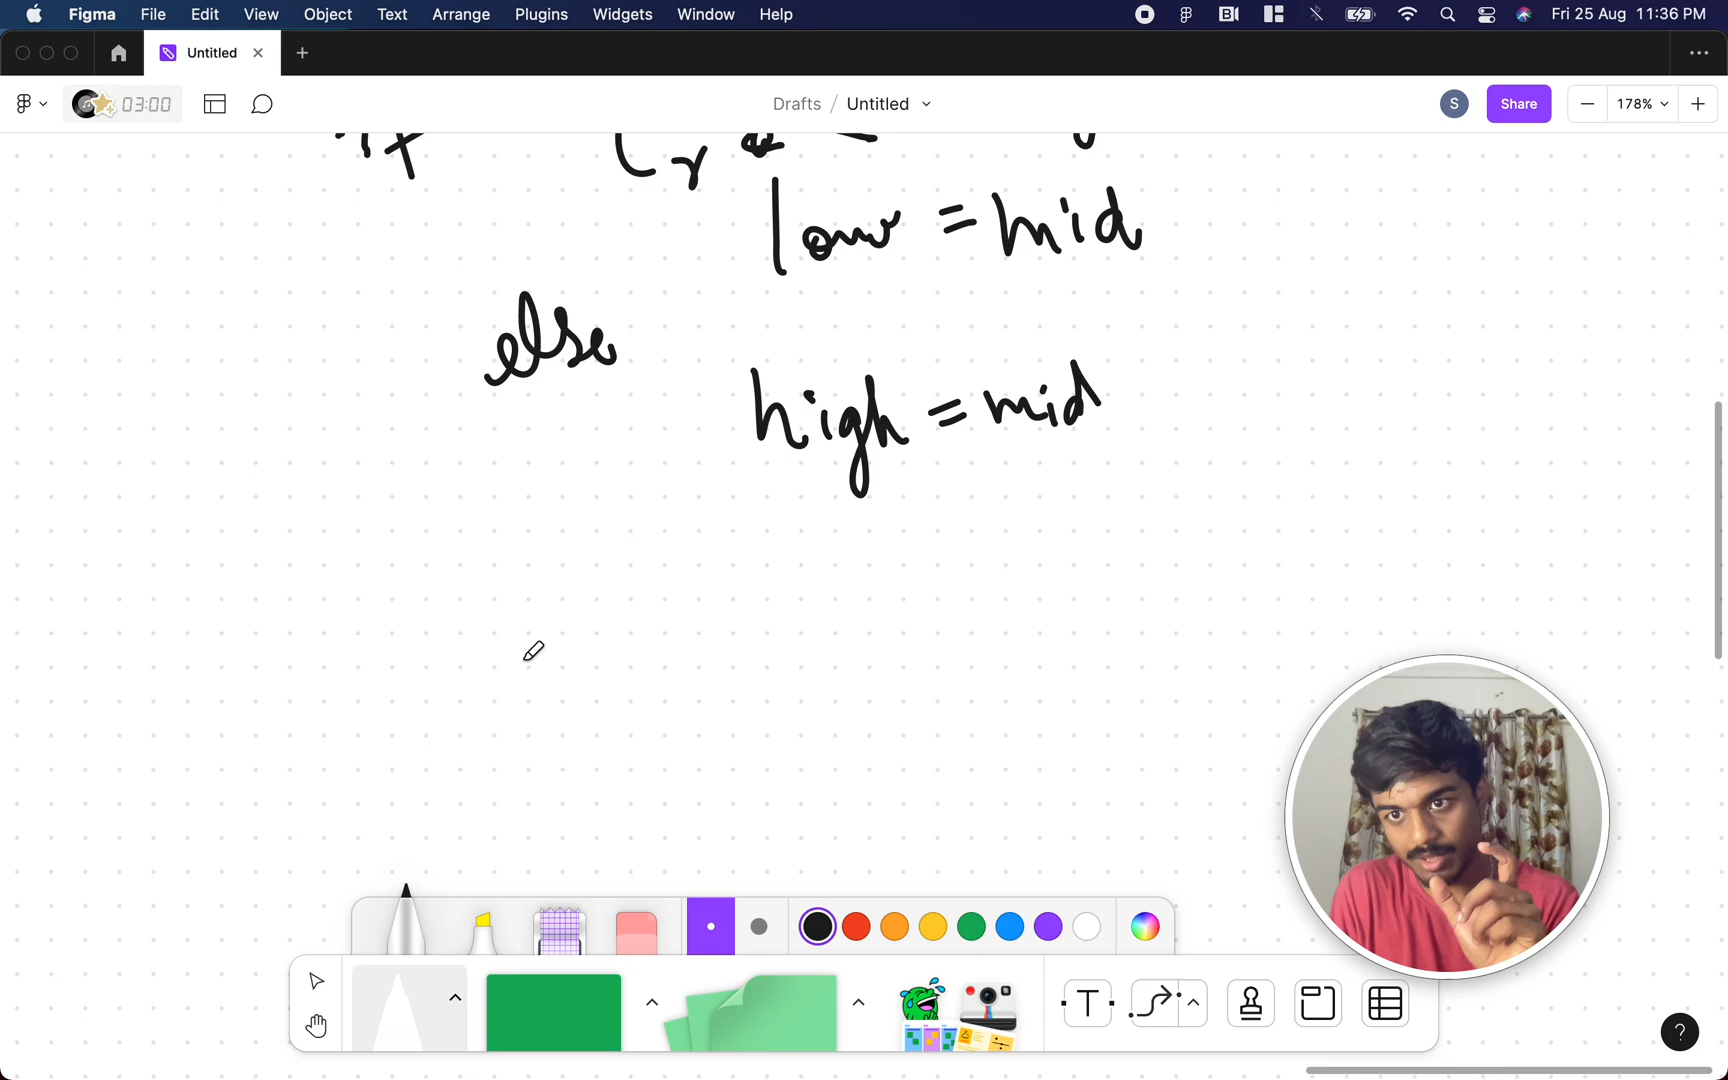 Figma File Edit View Object Text Arrange Plugins Widgets Window Help Fri 25 Aug 11:36 PM
Untitled
03:00 Drafts / Untitled S Share 178%
if
low = mid
else
high = mid
T
?